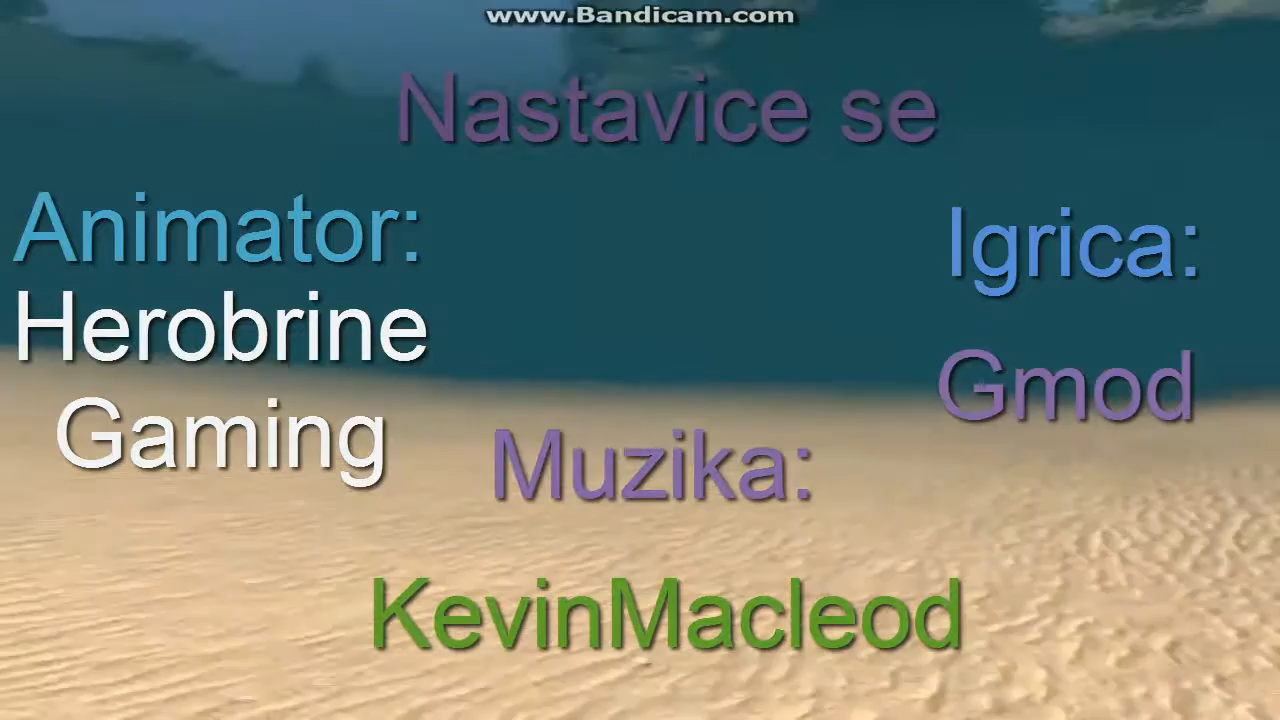 www.Bandicam.com
Nastavice se
Animator:
Herobrine
Gaming
Igrica:
Gmod
Muzika:
KevinMacleod